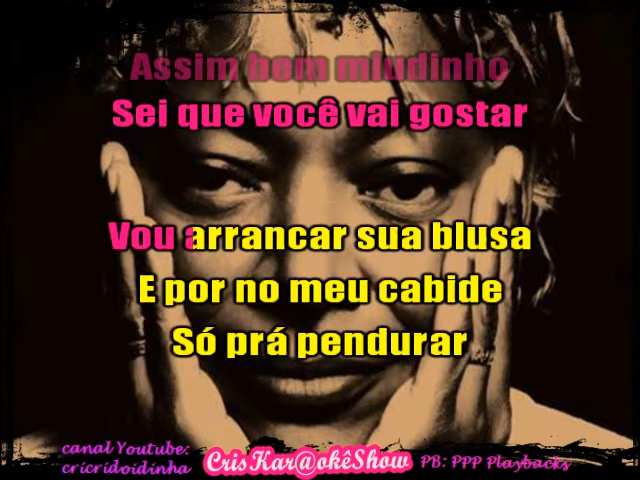 Assim bem miudinho
Sei que você vai gostar
Vou arrancar sua blusa
E por no meu cabide
Só prá pendurar
canal Youtube:
cricridoidinha
CrisKar@okêShow
PB: PPP Playbacks